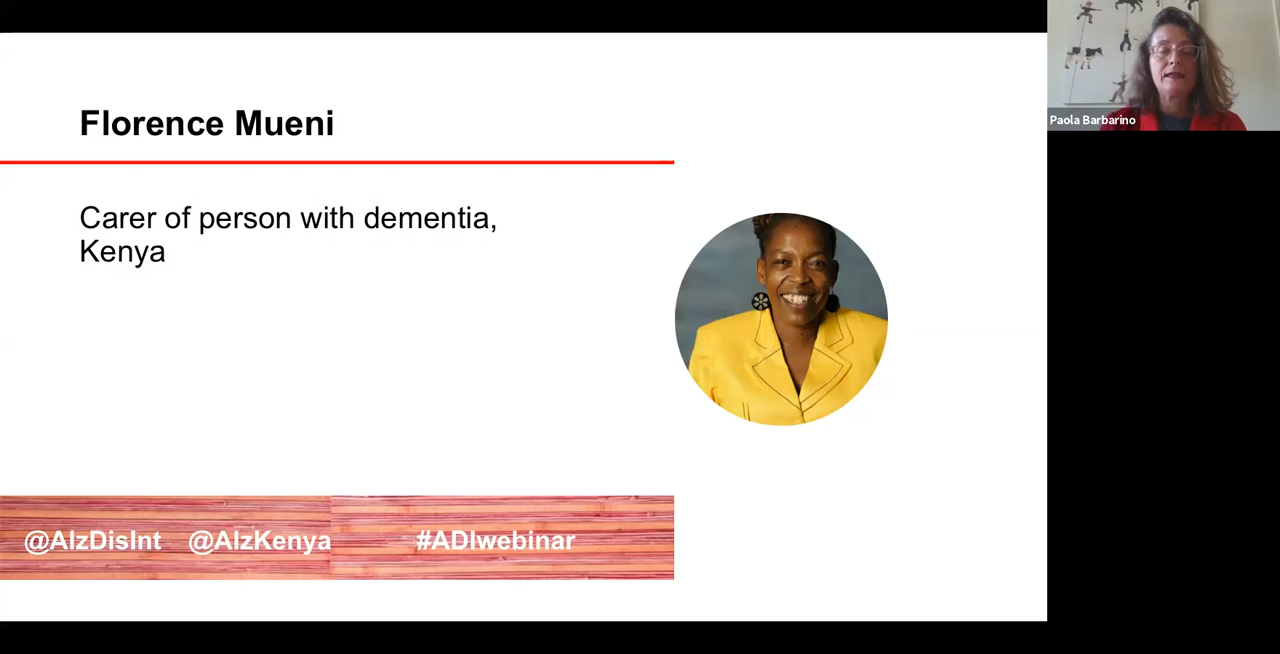 Florence Mueni
Carer of person with dementia,
Kenya
@AlzDisInt @AlzKenya #ADIwebinar
Paola Barbarino